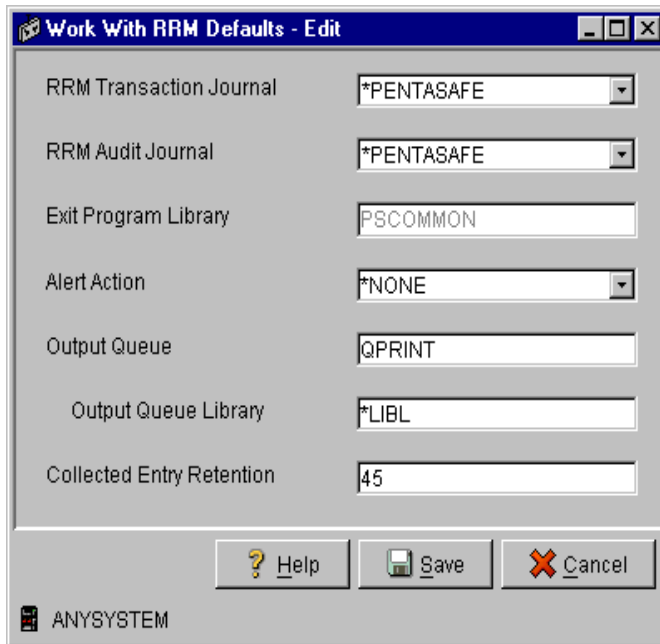 Work With RRM Defaults - Edit
RRM Transaction Journal *PENTASAFE
RRM Audit Journal *PENTASAFE
Exit Program Library PSCOMMON
Alert Action *NONE
Output Queue QPRINT
Output Queue Library *LIBL
Collected Entry Retention 45
Help Save Cancel
ANYSYSTEM